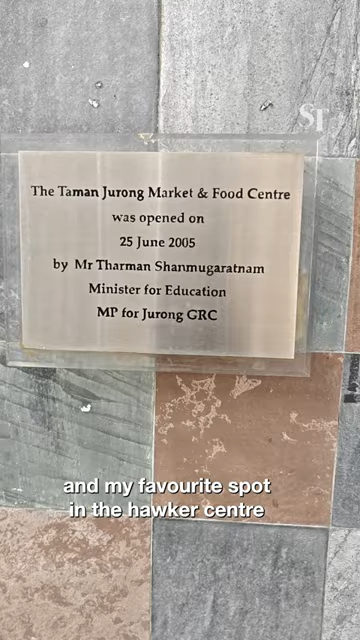 ST
The Taman Jurong Market & Food Centre
was opened on
25 June 2005
by Mr Tharman Shanmugaratnam
Minister for Education
MP for Jurong GRC
and my favourite spot
in the hawker centre